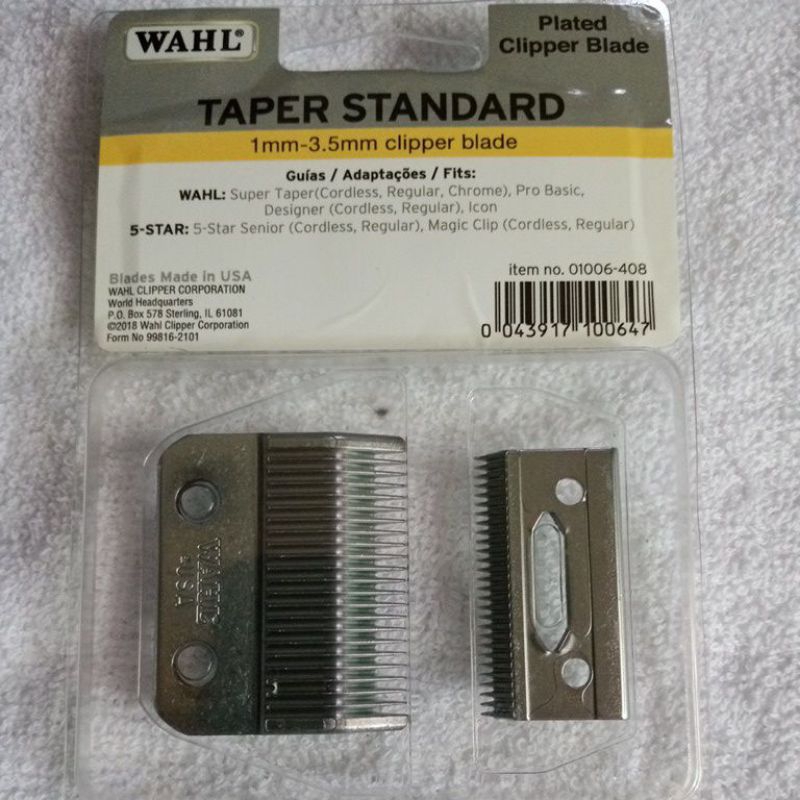 WAHL®
Plated
Clipper Blade
TAPER STANDARD
1mm-3.5mm clipper blade
Guías / Adaptações / Fits:
WAHL: Super Taper(Cordless, Regular, Chrome), Pro Basic,
Designer (Cordless, Regular), Icon
5-STAR: 5-Star Senior (Cordless, Regular), Magic Clip (Cordless, Regular)
Blades Made in USA
WAHL CLIPPER CORPORATION
World Headquarters
P.O. Box 578 Sterling, IL 61081
©2018 Wahl Clipper Corporation
Form No 99816-2101
item no. 01006-408
0 043917 100647
WAHL
USA